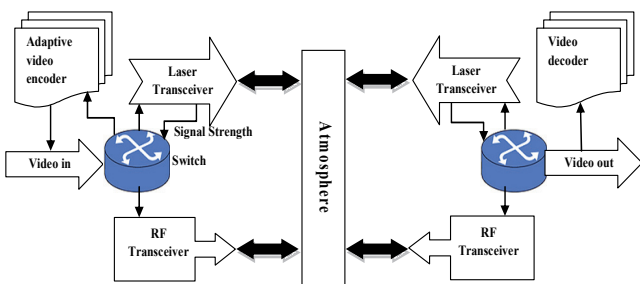 Adaptive
video
encoder
Laser
Transceiver
Signal Strength
Switch
Video in
RF
Transceiver
Atmosphere
Laser
Transceiver
Video
decoder
Video out
RF
Transceiver